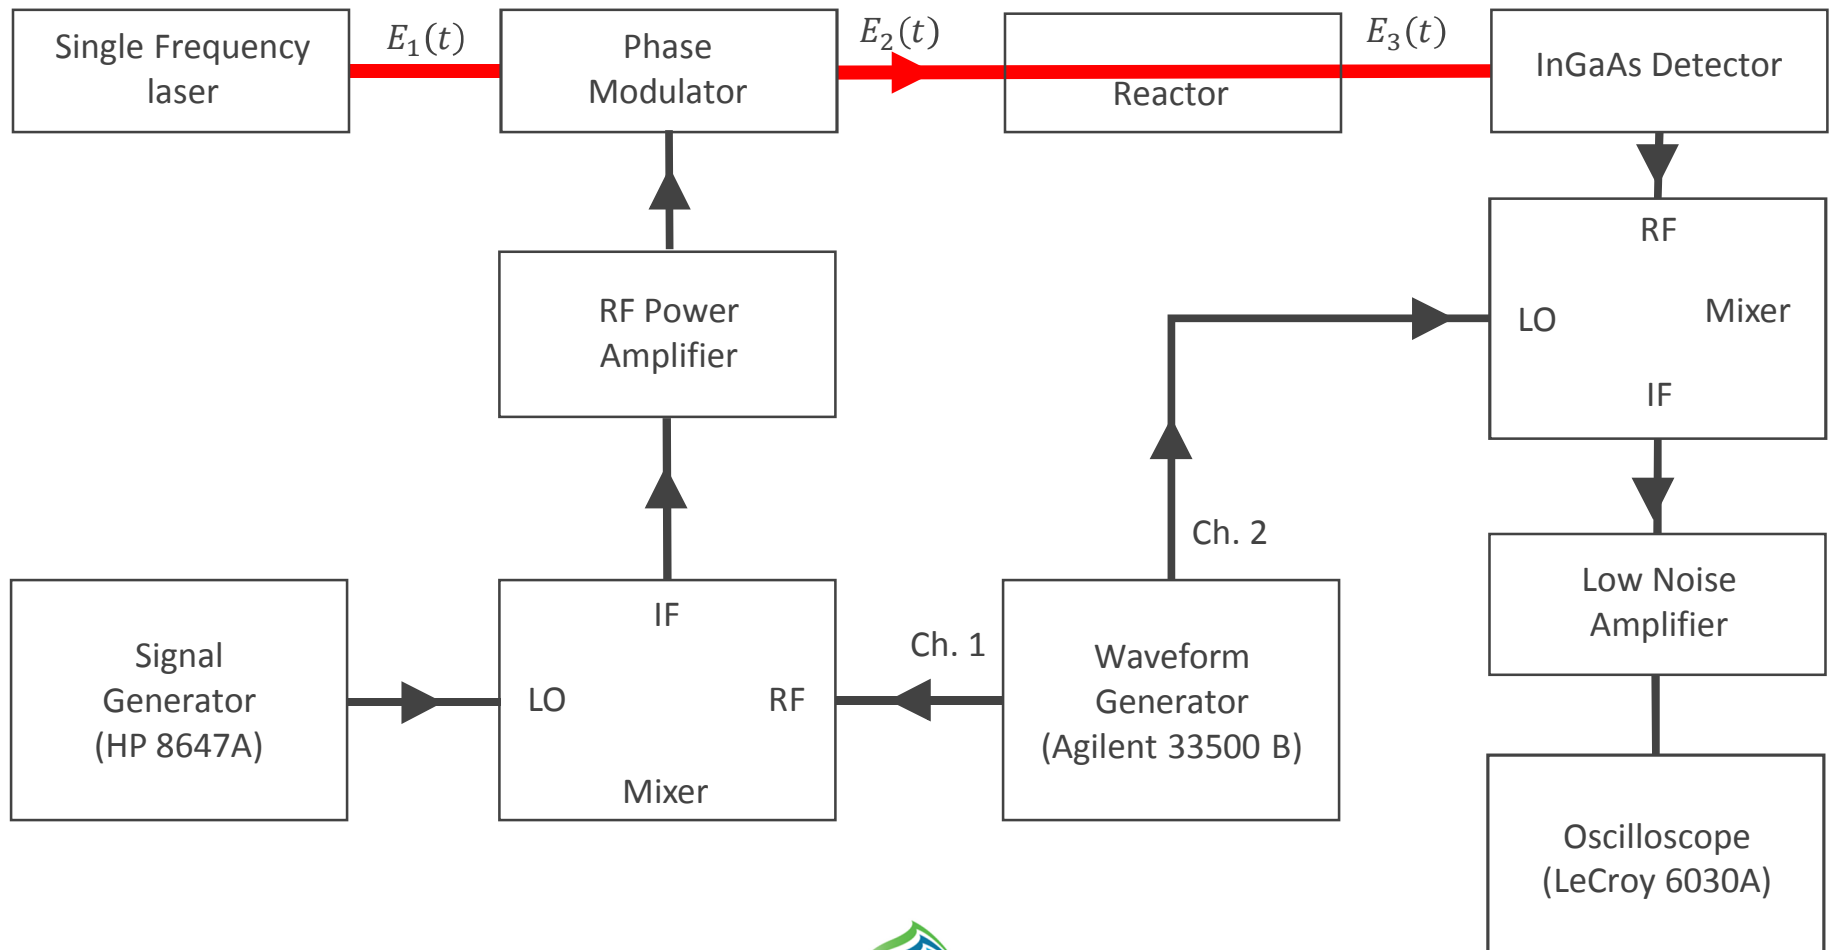 Single Frequency
laser
E₁(t)
Phase
Modulator
E₂(t)
Reactor
E₃(t)
InGaAs Detector
RF
LO
Mixer
IF
RF Power
Amplifier
Ch. 2
Low Noise
Amplifier
Signal
Generator
(HP 8647A)
IF
LO
RF
Mixer
Ch. 1
Waveform
Generator
(Agilent 33500 B)
Oscilloscope
(LeCroy 6030A)